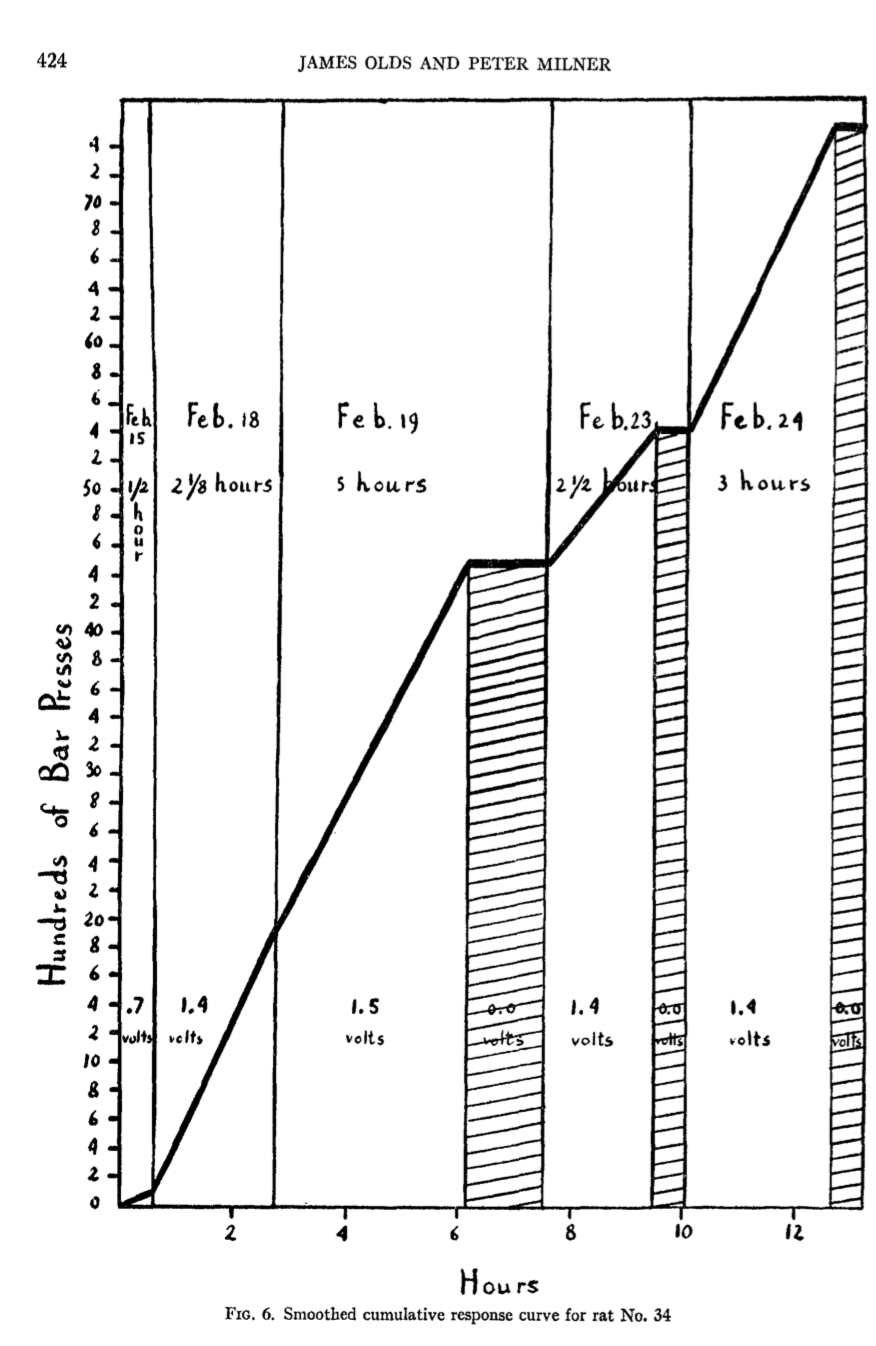 424
JAMES OLDS AND PETER MILNER
4
2
70
8
6
4
2
60
8
6
4
2
50
8
6
4
2
40
8
6
4
2
30
8
6
4
2
20
8
6
4
2
10
8
6
4
2
0
Hundreds of Bar Presses
Feb.
15
1/2
h
o
u
r
Feb. 18
2 1/8 hours
Feb. 19
5 hours
Feb. 23
2 1/2 hours
Feb. 24
3 hours
.7
volts
1.4
volts
1.5
volts
0.0
volts
1.4
volts
0.0
volts
1.4
volts
0.0
volts
2
4
6
8
10
12
Hours
FIG. 6. Smoothed cumulative response curve for rat No. 34